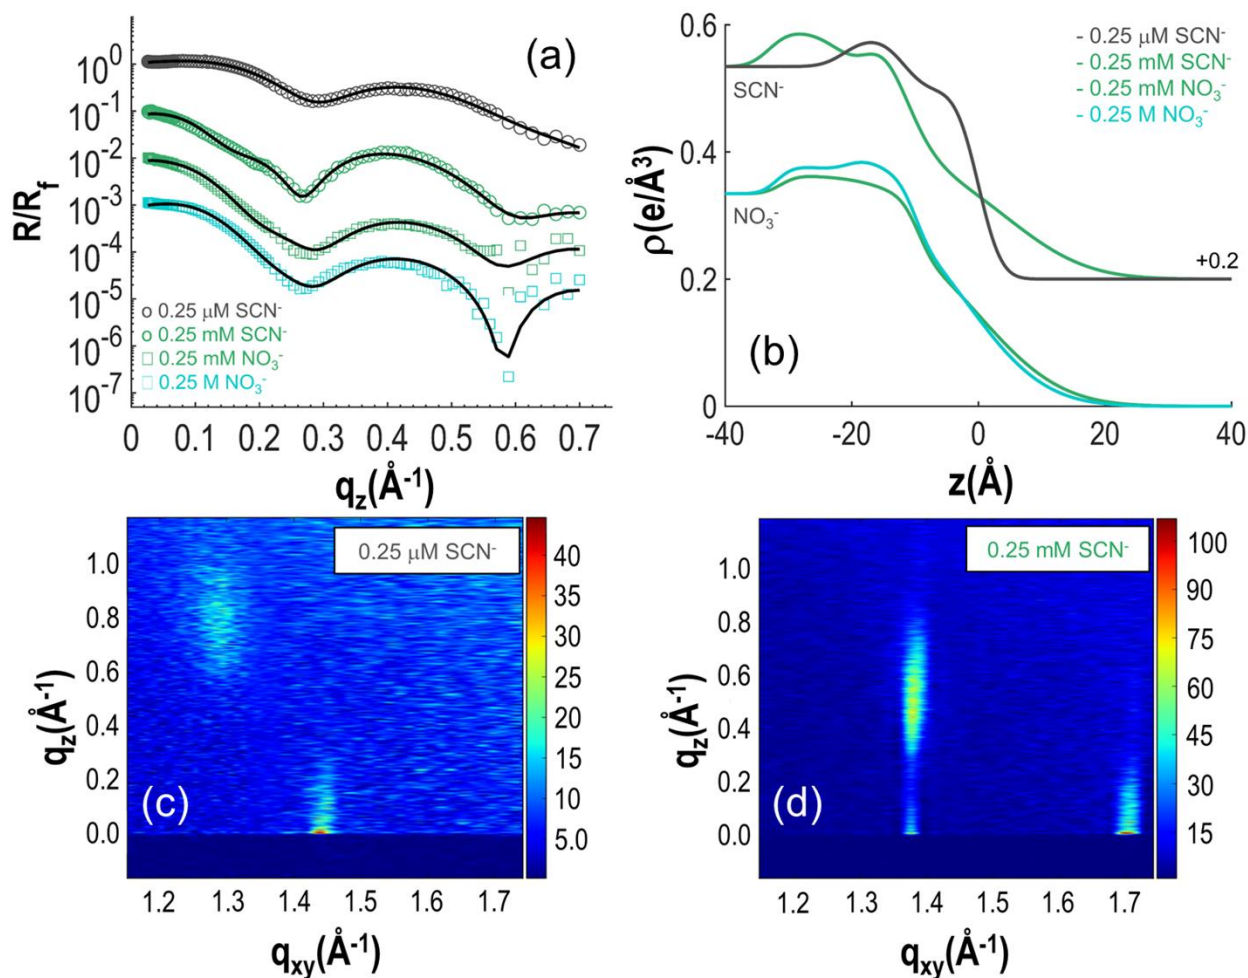 (a)
R/R_f
10^0
10^-1
10^-2
10^-3
10^-4
10^-5
10^-6
10^-7
o 0.25 μM SCN^-
o 0.25 mM SCN^-
□ 0.25 mM NO₃^-
□ 0.25 M NO₃^-
0 0.1 0.2 0.3 0.4 0.5 0.6 0.7
q_z(Å^-1)
(b)
ρ(e/Å^3)
0.6
0.4
0.2
0
- 0.25 μM SCN^-
- 0.25 mM SCN^-
- 0.25 mM NO₃^-
- 0.25 M NO₃^-
SCN^-
NO₃^-
+0.2
-40 -20 0 20 40
z(Å)
(c)
0.25 μM SCN^-
q_z(Å^-1)
1.0
0.8
0.6
0.4
0.2
0.0
1.2 1.3 1.4 1.5 1.6 1.7
q_xy(Å^-1)
40
35
30
25
20
15
10
5.0
(d)
0.25 mM SCN^-
q_z(Å^-1)
1.0
0.8
0.6
0.4
0.2
0.0
1.2 1.3 1.4 1.5 1.6 1.7
q_xy(Å^-1)
100
90
75
60
45
30
15